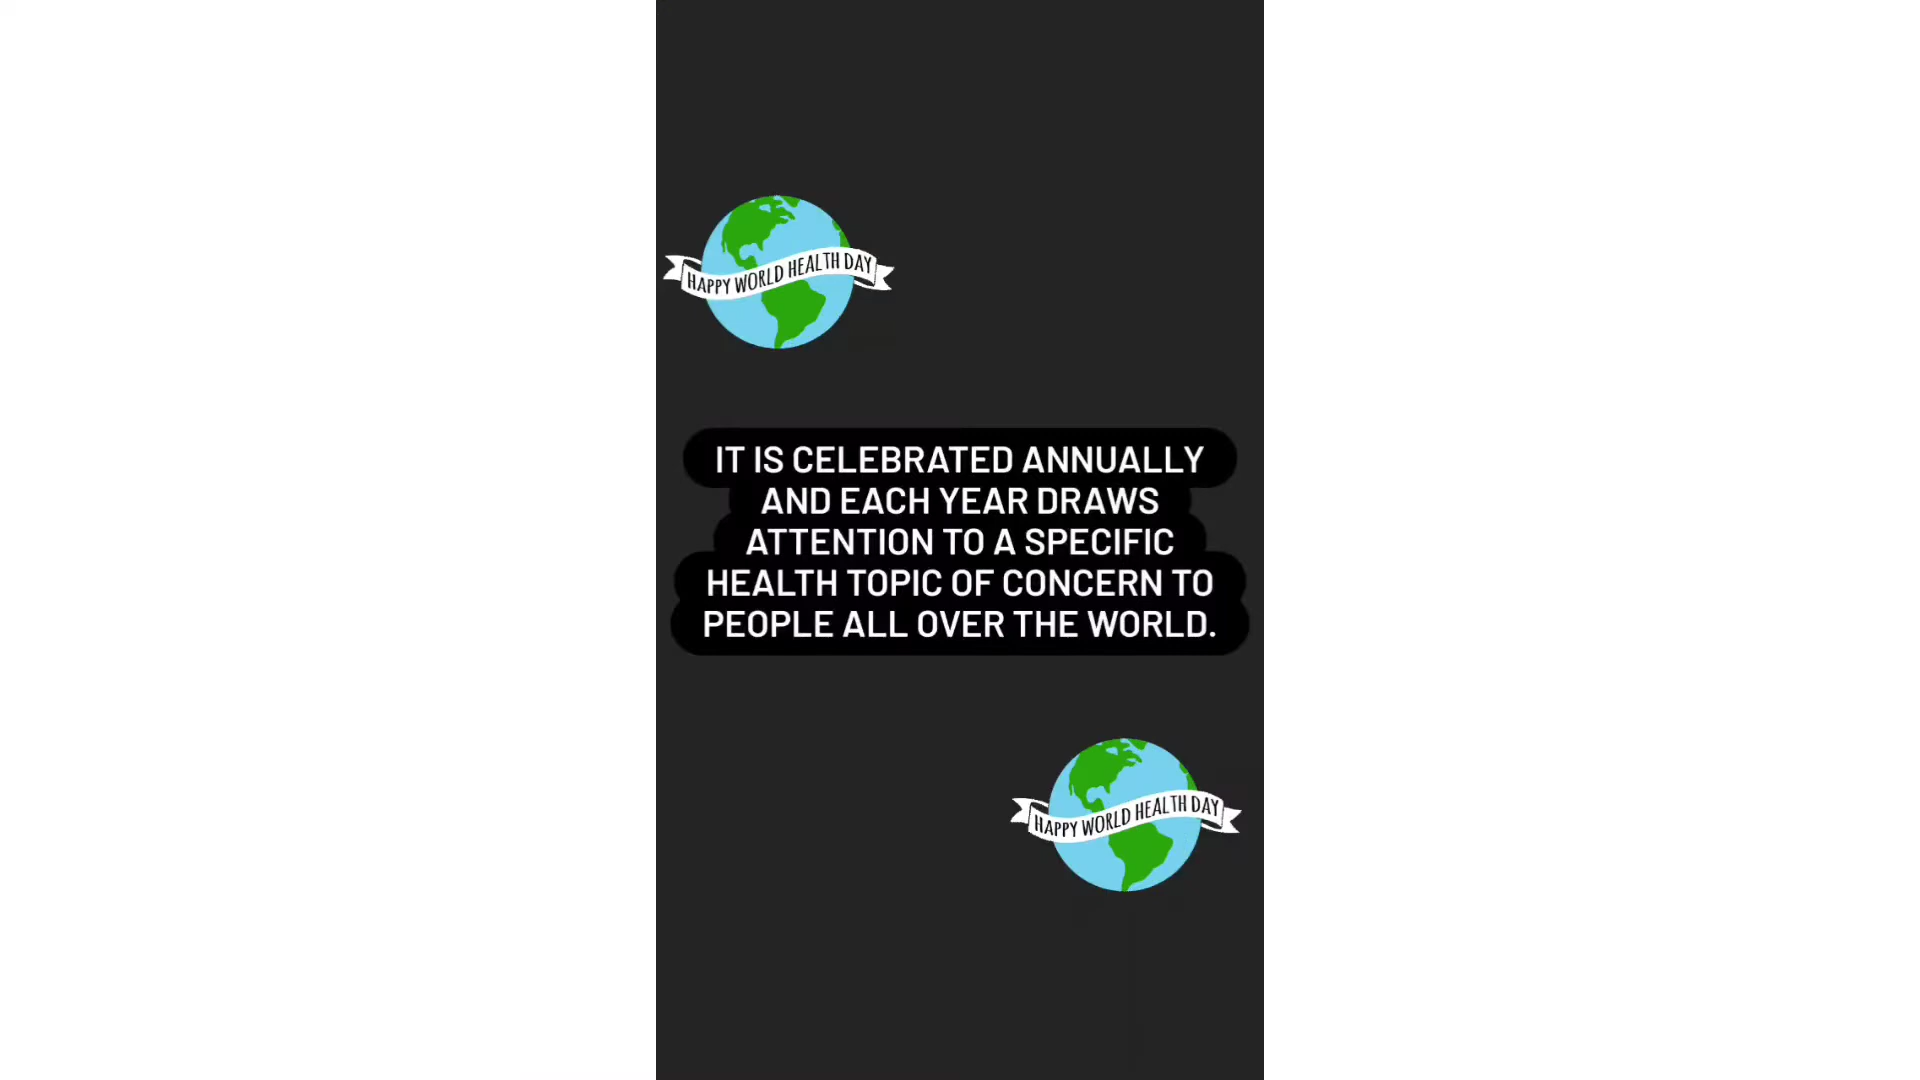 HAPPY WORLD HEALTH DAY
IT IS CELEBRATED ANNUALLY
AND EACH YEAR DRAWS
ATTENTION TO A SPECIFIC
HEALTH TOPIC OF CONCERN TO
PEOPLE ALL OVER THE WORLD.
HAPPY WORLD HEALTH DAY